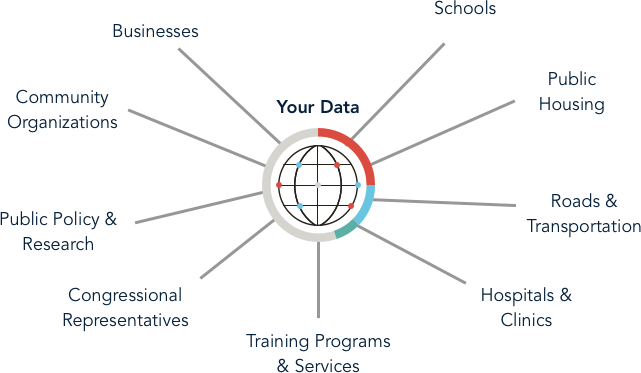 Schools
Businesses
Public
Housing
Community
Organizations
Your Data
Roads &
Transportation
Public Policy &
Research
Congressional
Representatives
Hospitals &
Clinics
Training Programs
& Services